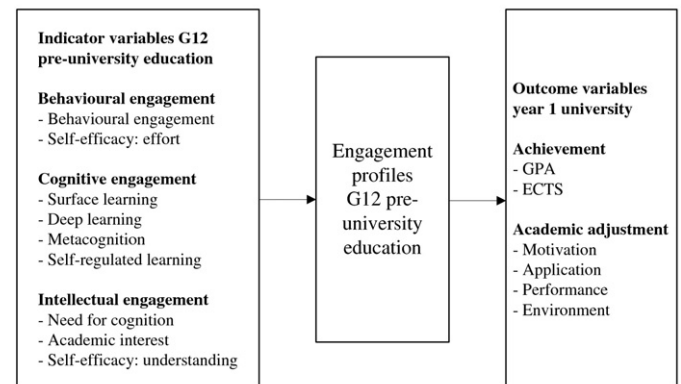 Indicator variables G12
pre-university education
Behavioural engagement
- Behavioural engagement
- Self-efficacy: effort
Cognitive engagement
- Surface learning
- Deep learning
- Metacognition
- Self-regulated learning
Intellectual engagement
- Need for cognition
- Academic interest
- Self-efficacy: understanding
Engagement
profiles
G12 pre-
university
education
Outcome variables
year 1 university
Achievement
- GPA
- ECTS
Academic adjustment
- Motivation
- Application
- Performance
- Environment